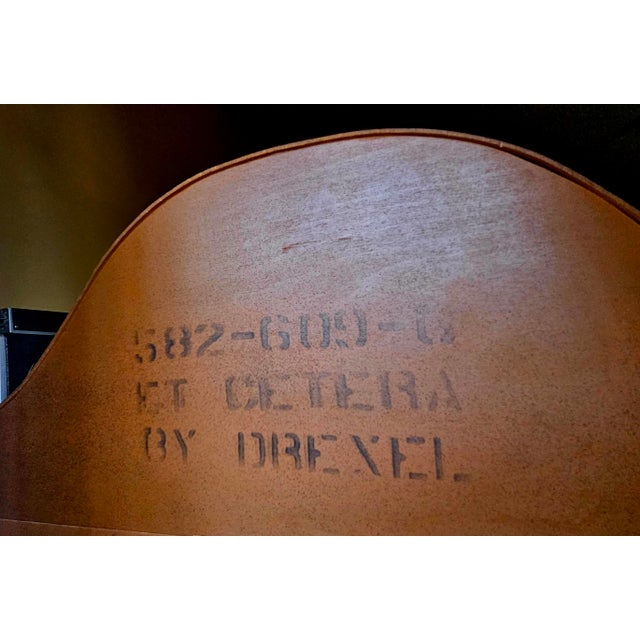 582-609-6
ET CETERA
BY DREXEL